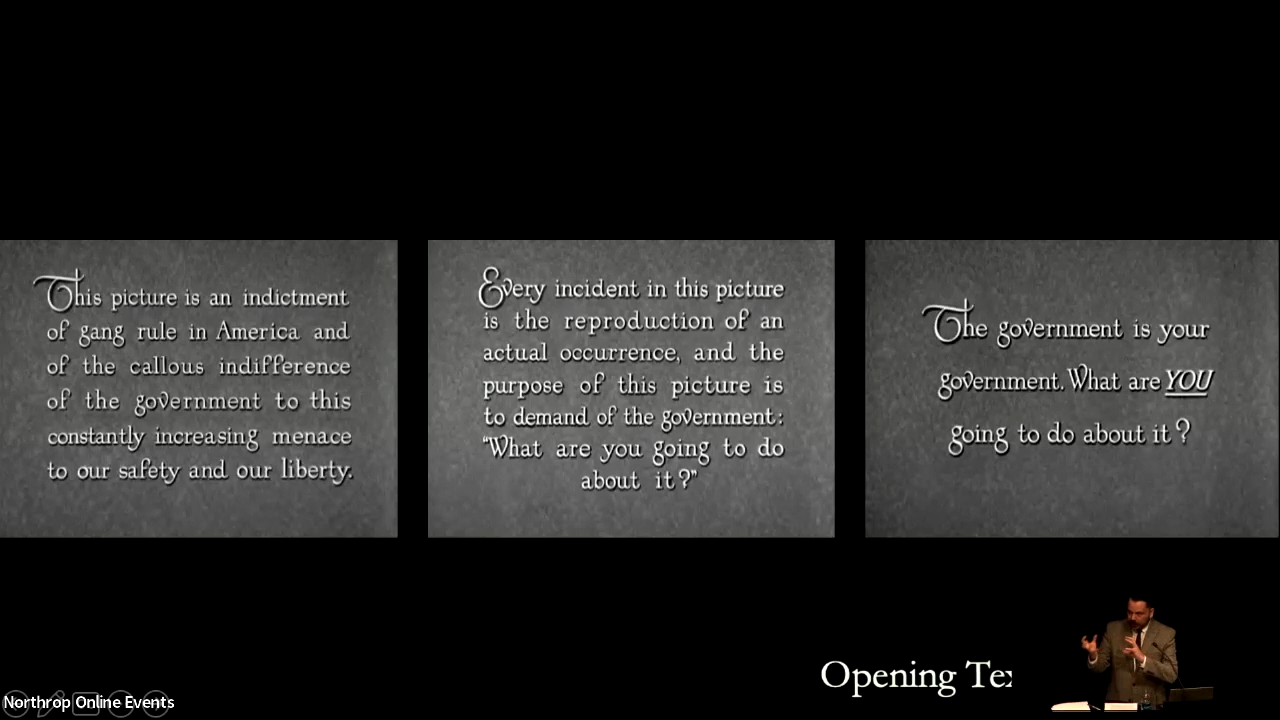 This picture is an indictment
of gang rule in America and
of the callous indifference
of the government to this
constantly increasing menace
to our safety and our liberty.
Every incident in this picture
is the reproduction of an
actual occurrence, and the
purpose of this picture is
to demand of the government:
"What are you going to do
about it?"
The government is your
government. What are YOU
going to do about it?
Opening Tex
Northrop Online Events